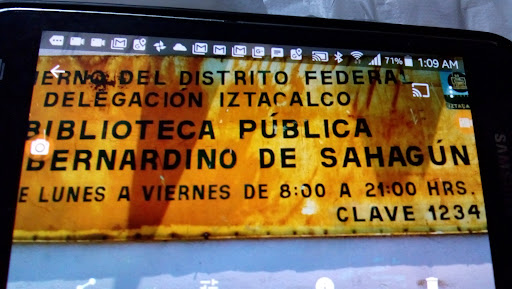 71% 1:09 AM
IERNO DEL DISTRITO FEDERAL
DELEGACIÓN IZTACALCO
BIBLIOTECA PÚBLICA
BERNARDINO DE SAHAGÚN
E LUNES A VIERNES DE 8:00 A 21:00 HRS.
CLAVE 1234